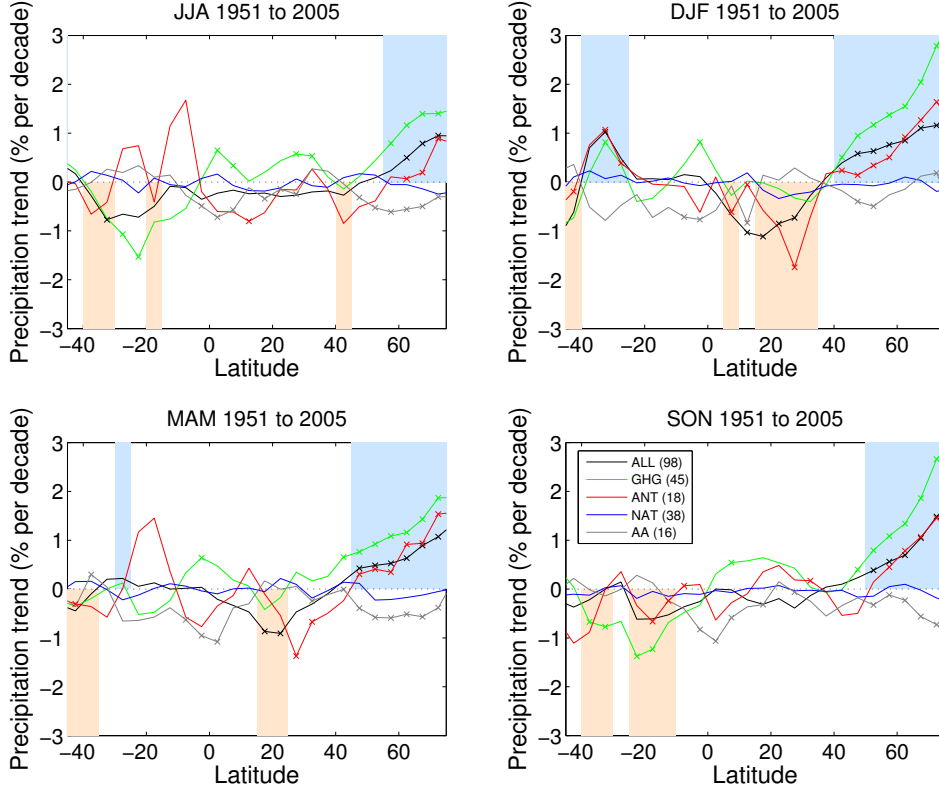 JJA 1951 to 2005
Precipitation trend (% per decade)
3
2
1
0
−1
−2
−3
−40 −20 0 20 40 60
Latitude
DJF 1951 to 2005
Precipitation trend (% per decade)
3
2
1
0
−1
−2
−3
−40 −20 0 20 40 60
Latitude
MAM 1951 to 2005
Precipitation trend (% per decade)
3
2
1
0
−1
−2
−3
−40 −20 0 20 40 60
Latitude
SON 1951 to 2005
Precipitation trend (% per decade)
3
2
1
0
−1
−2
−3
−40 −20 0 20 40 60
Latitude
ALL (98)
GHG (45)
ANT (18)
NAT (38)
AA (16)